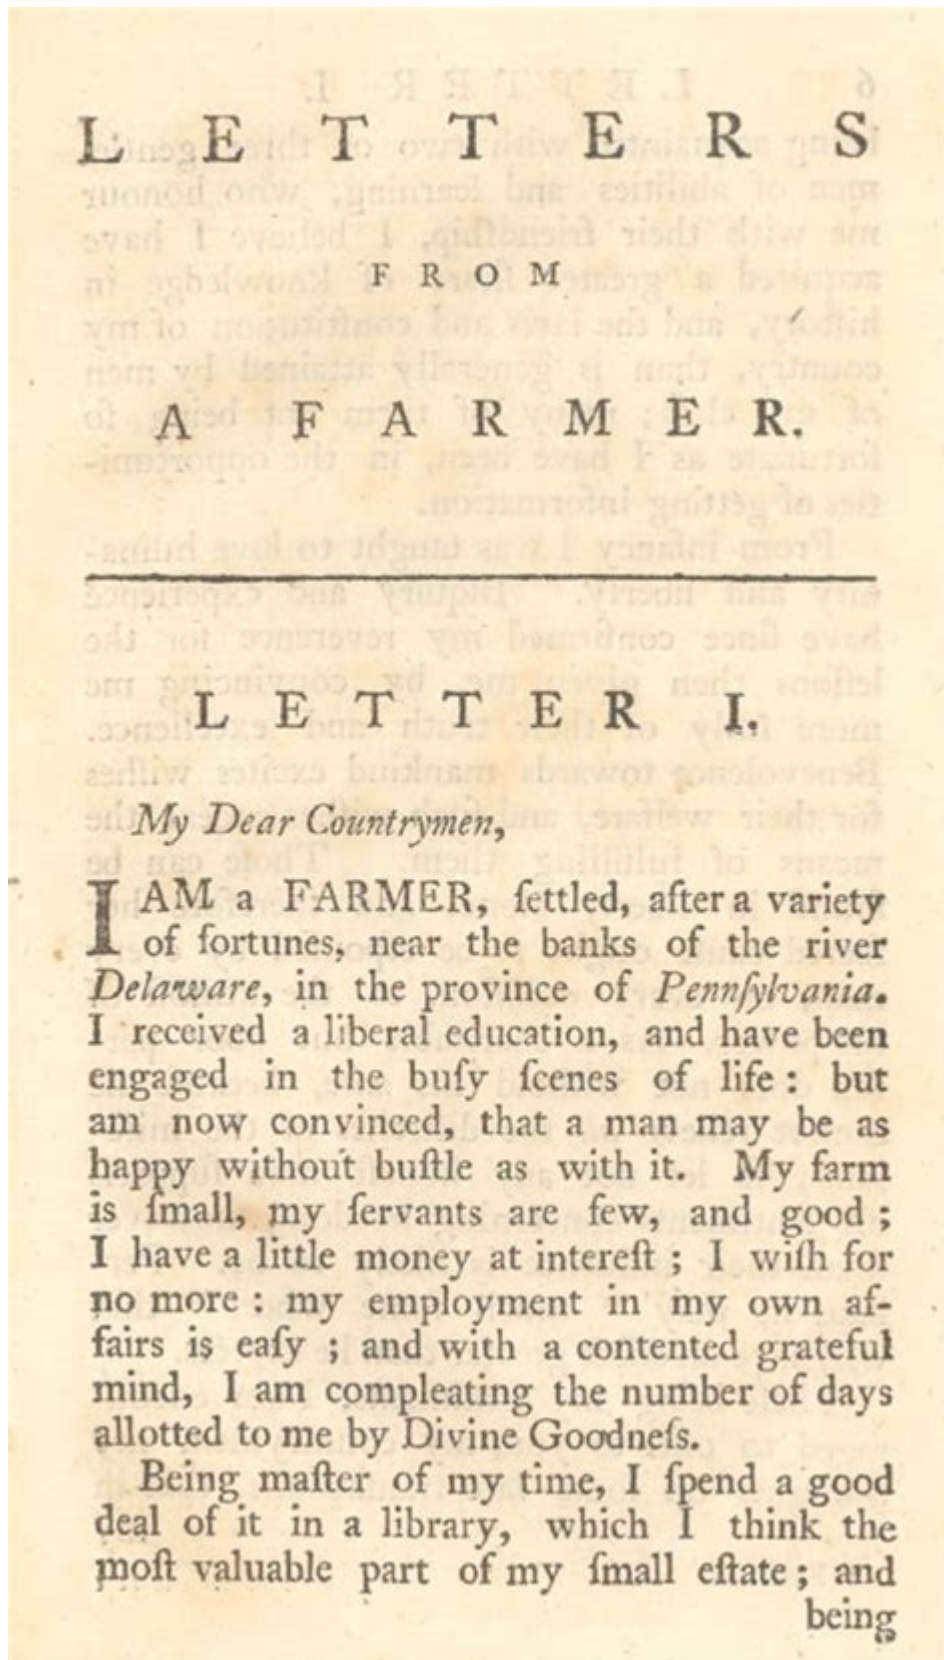 LETTERS
FROM
A FARMER.
LETTER I.
My Dear Countrymen,
I AM a FARMER, ſettled, after a variety
of fortunes, near the banks of the river
Delaware, in the province of Pennſylvania.
I received a liberal education, and have been
engaged in the buſy ſcenes of life : but
am now convinced, that a man may be as
happy without buſtle as with it. My farm
is ſmall, my ſervants are few, and good ;
I have a little money at intereſt ; I wiſh for
no more : my employment in my own af-
fairs is eaſy ; and with a contented grateful
mind, I am compleating the number of days
allotted to me by Divine Goodneſs.
Being maſter of my time, I ſpend a good
deal of it in a library, which I think the
moſt valuable part of my ſmall eſtate ; and
being